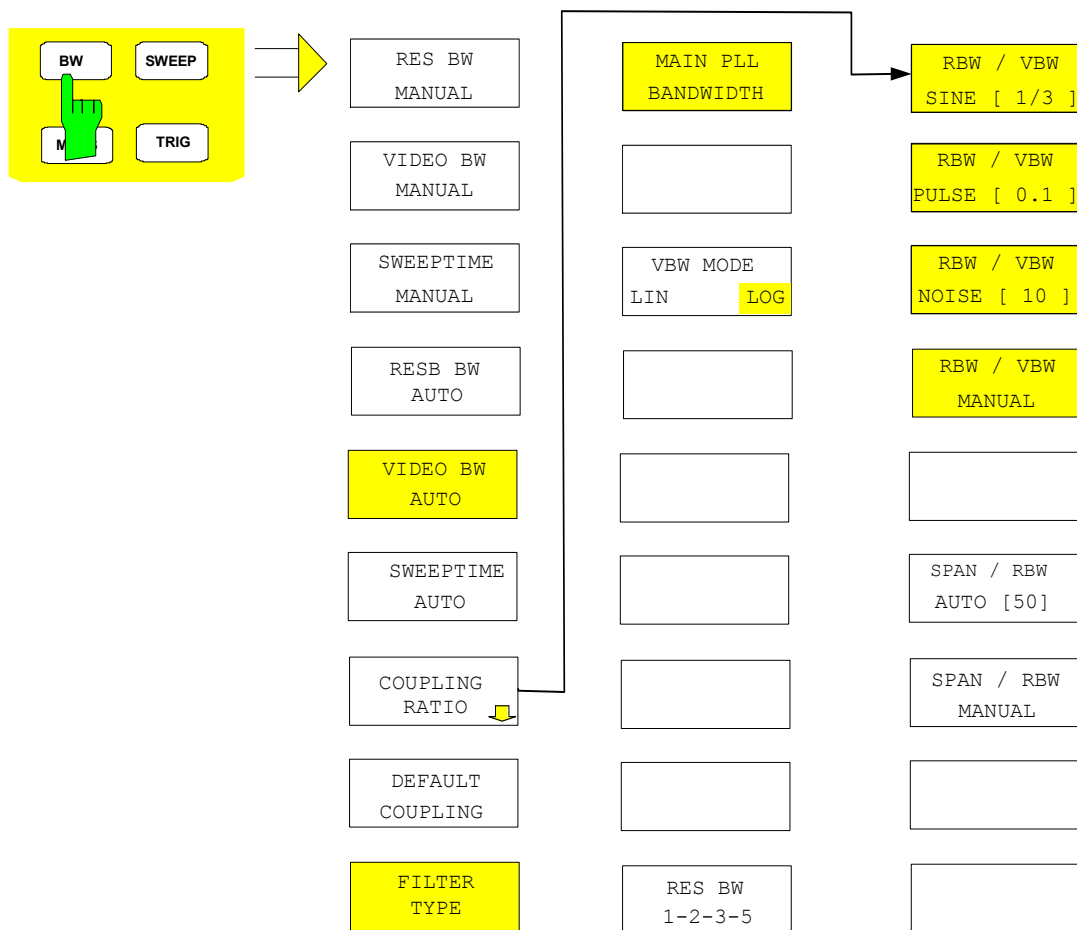 BW
SWEEP
TRIG
RES BW
MANUAL
VIDEO BW
MANUAL
SWEEPTIME
MANUAL
RESB BW
AUTO
VIDEO BW
AUTO
SWEEPTIME
AUTO
COUPLING
RATIO
DEFAULT
COUPLING
FILTER
TYPE
MAIN PLL
BANDWIDTH
VBW MODE
LIN LOG
RES BW
1-2-3-5
RBW / VBW
SINE [ 1/3 ]
RBW / VBW
PULSE [ 0.1 ]
RBW / VBW
NOISE [ 10 ]
RBW / VBW
MANUAL
SPAN / RBW
AUTO [50]
SPAN / RBW
MANUAL